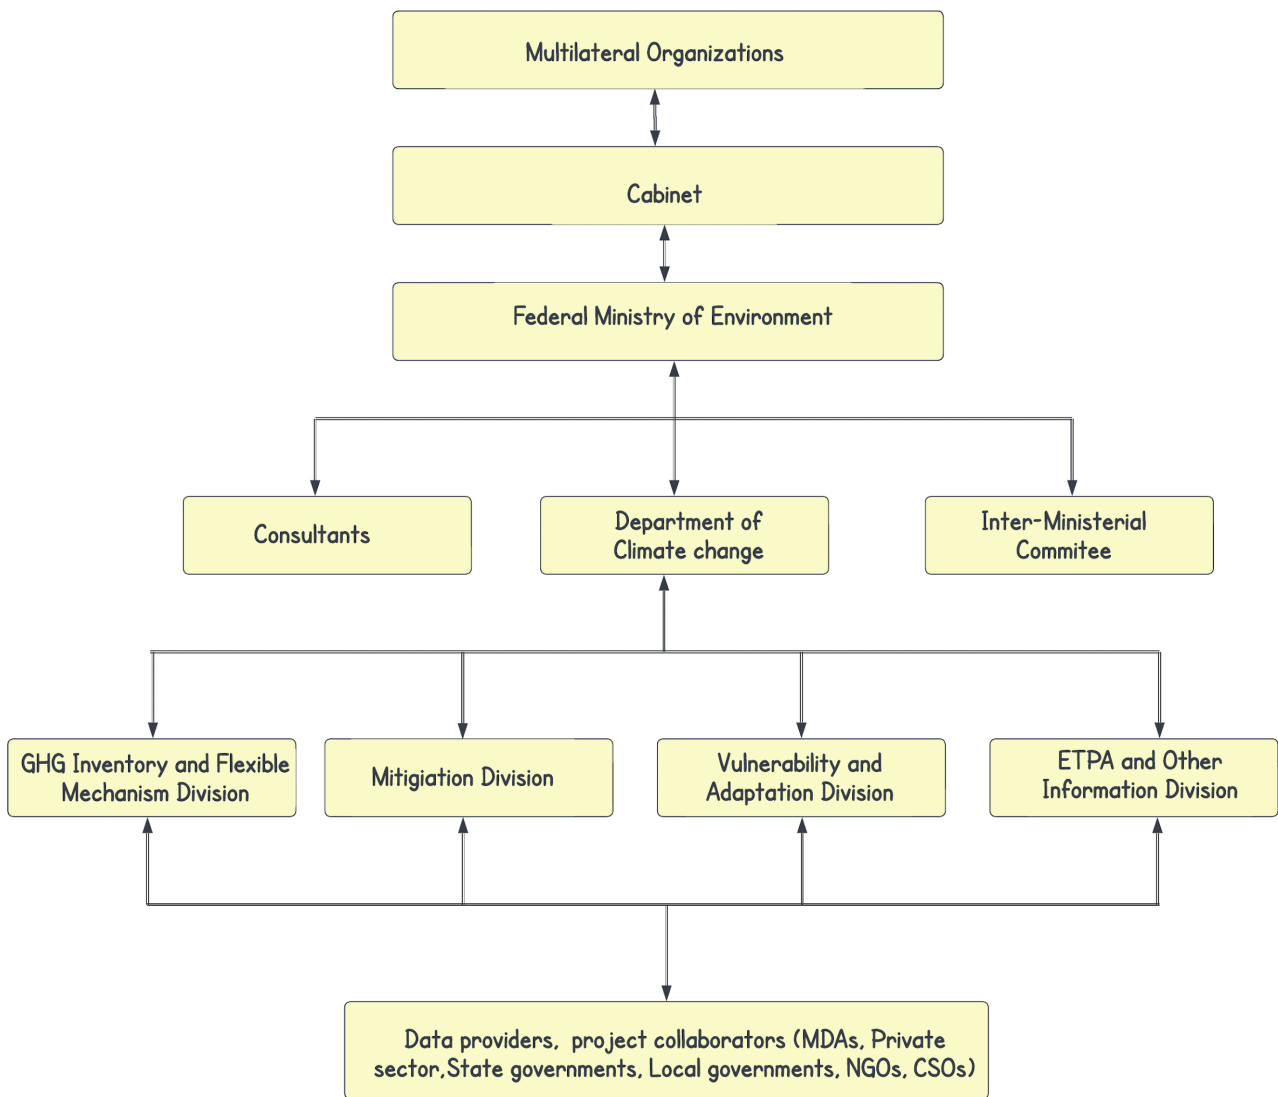 Multilateral Organizations
Cabinet
Federal Ministry of Environment
Consultants
Department of
Climate change
Inter-Ministerial
Commitee
GHG Inventory and Flexible
Mechanism Division
Mitigiation Division
Vulnerability and
Adaptation Division
ETPA and Other
Information Division
Data providers, project collaborators (MDAs, Private
sector,State governments, Local governments, NGOs, CSOs)